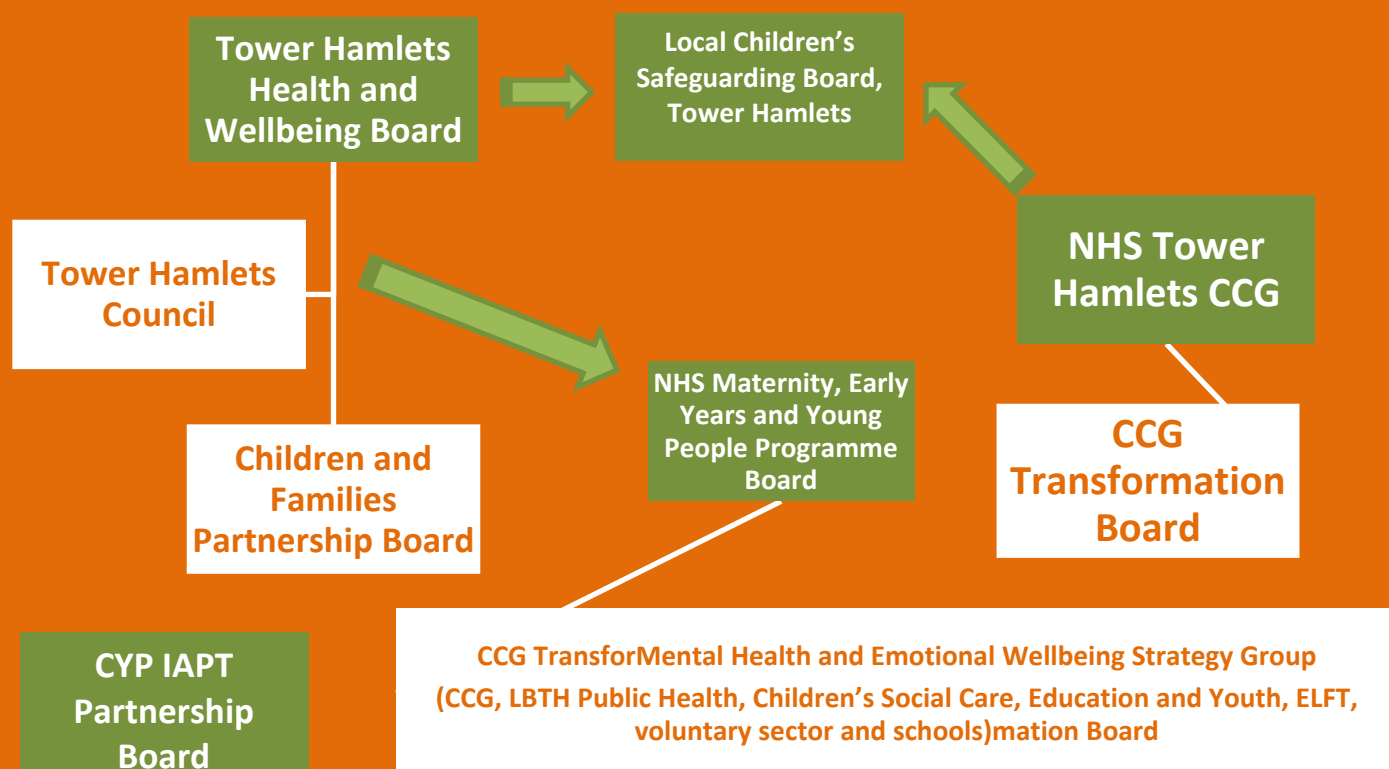 Tower Hamlets
Health and
Wellbeing Board
Local Children’s
Safeguarding Board,
Tower Hamlets
NHS Tower
Hamlets CCG
Tower Hamlets
Council
NHS Maternity, Early
Years and Young
People Programme
Board
Children and
Families
Partnership Board
CCG
Transformation
Board
CYP IAPT
Partnership
Board
CCG TransforMental Health and Emotional Wellbeing Strategy Group
(CCG, LBTH Public Health, Children’s Social Care, Education and Youth, ELFT,
voluntary sector and schools)mation Board